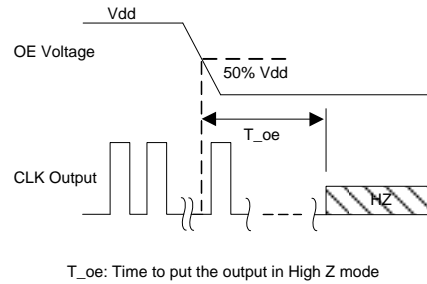 Vdd
OE Voltage
50% Vdd
T_oe
CLK Output
HZ
T_oe: Time to put the output in High Z mode